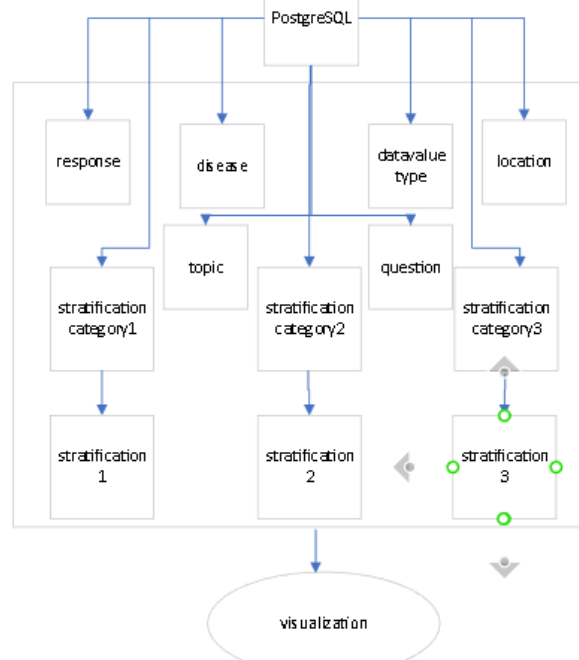 PostgreSQL
response
disease
datavalue
type
location
topic
question
stratification
category1
stratification
category2
stratification
category3
stratification
1
stratification
2
stratification
3
visualization